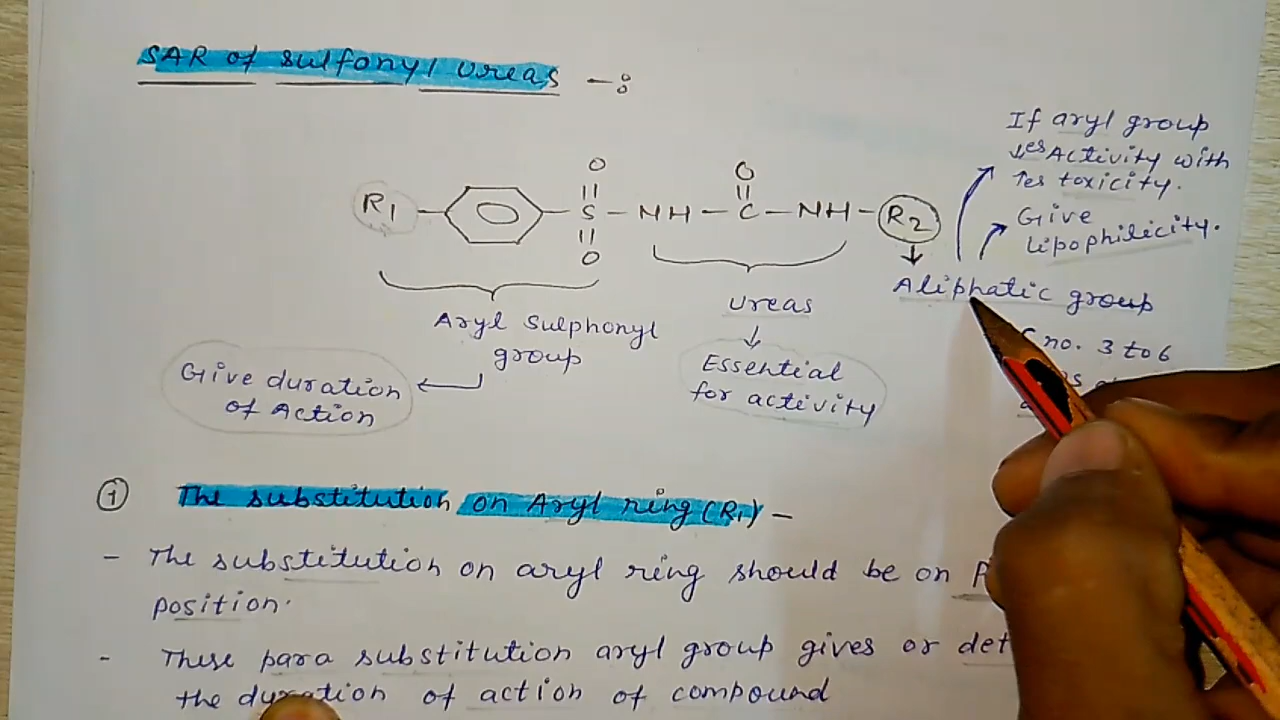 SAR of sulfonyl ureas -:
If aryl group
↓es Activity with
↑es toxicity.
Give
lipophilicity.
R1 - S - NH - C - NH - R2
O
O
O
Aliphatic group
Ureas
Aryl Sulphonyl
group
C no. 3 to 6
Essential
for activity
Give duration
of Action
① The substitution on Aryl ring (R1) -
- The substitution on aryl ring should be on
position.
- These para substitution aryl group gives or
the duration of action of compound